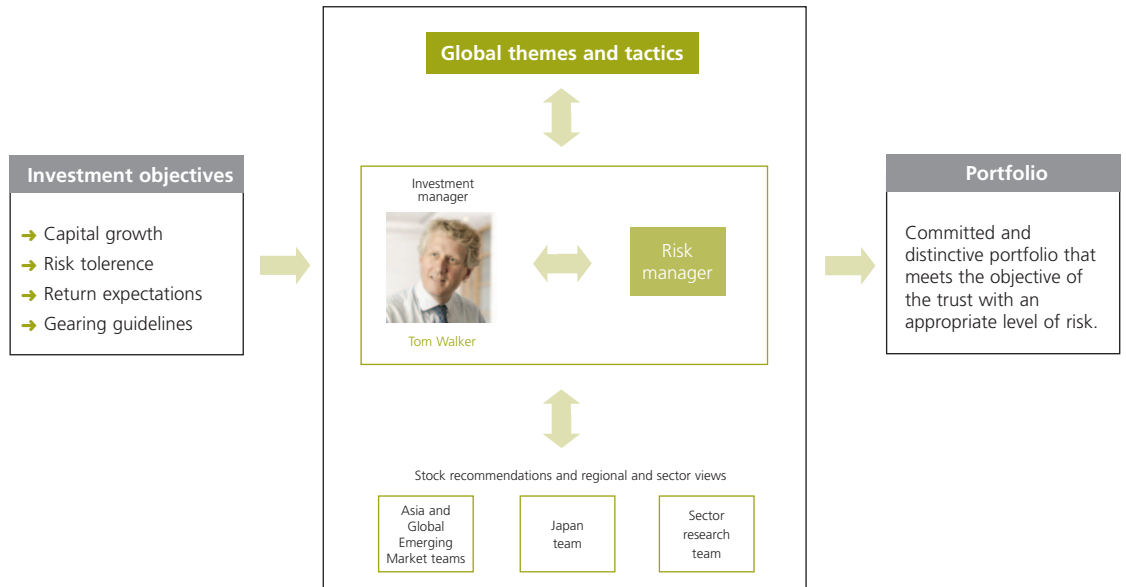 Global themes and tactics
Investment objectives
➜ Capital growth
➜ Risk tolerence
➜ Return expectations
➜ Gearing guidelines
Investment
manager
Tom Walker
Risk
manager
Portfolio
Committed and
distinctive portfolio that
meets the objective of
the trust with an
appropriate level of risk.
Stock recommendations and regional and sector views
Asia and
Global
Emerging
Market teams
Japan
team
Sector
research
team